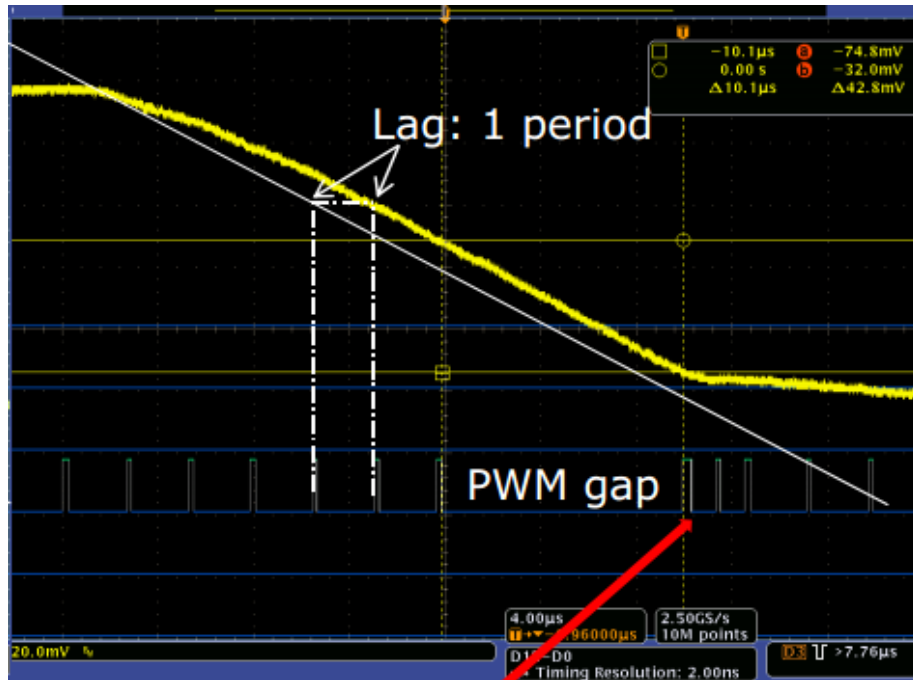 T
−10.1µs a −74.8mV
0.00 s b −32.0mV
Δ10.1µs Δ42.8mV
Lag: 1 period
PWM gap
4.00µs
2.50GS/s
10M points
20.0mV
Timing Resolution: 2.00ns
D3 >7.76µs